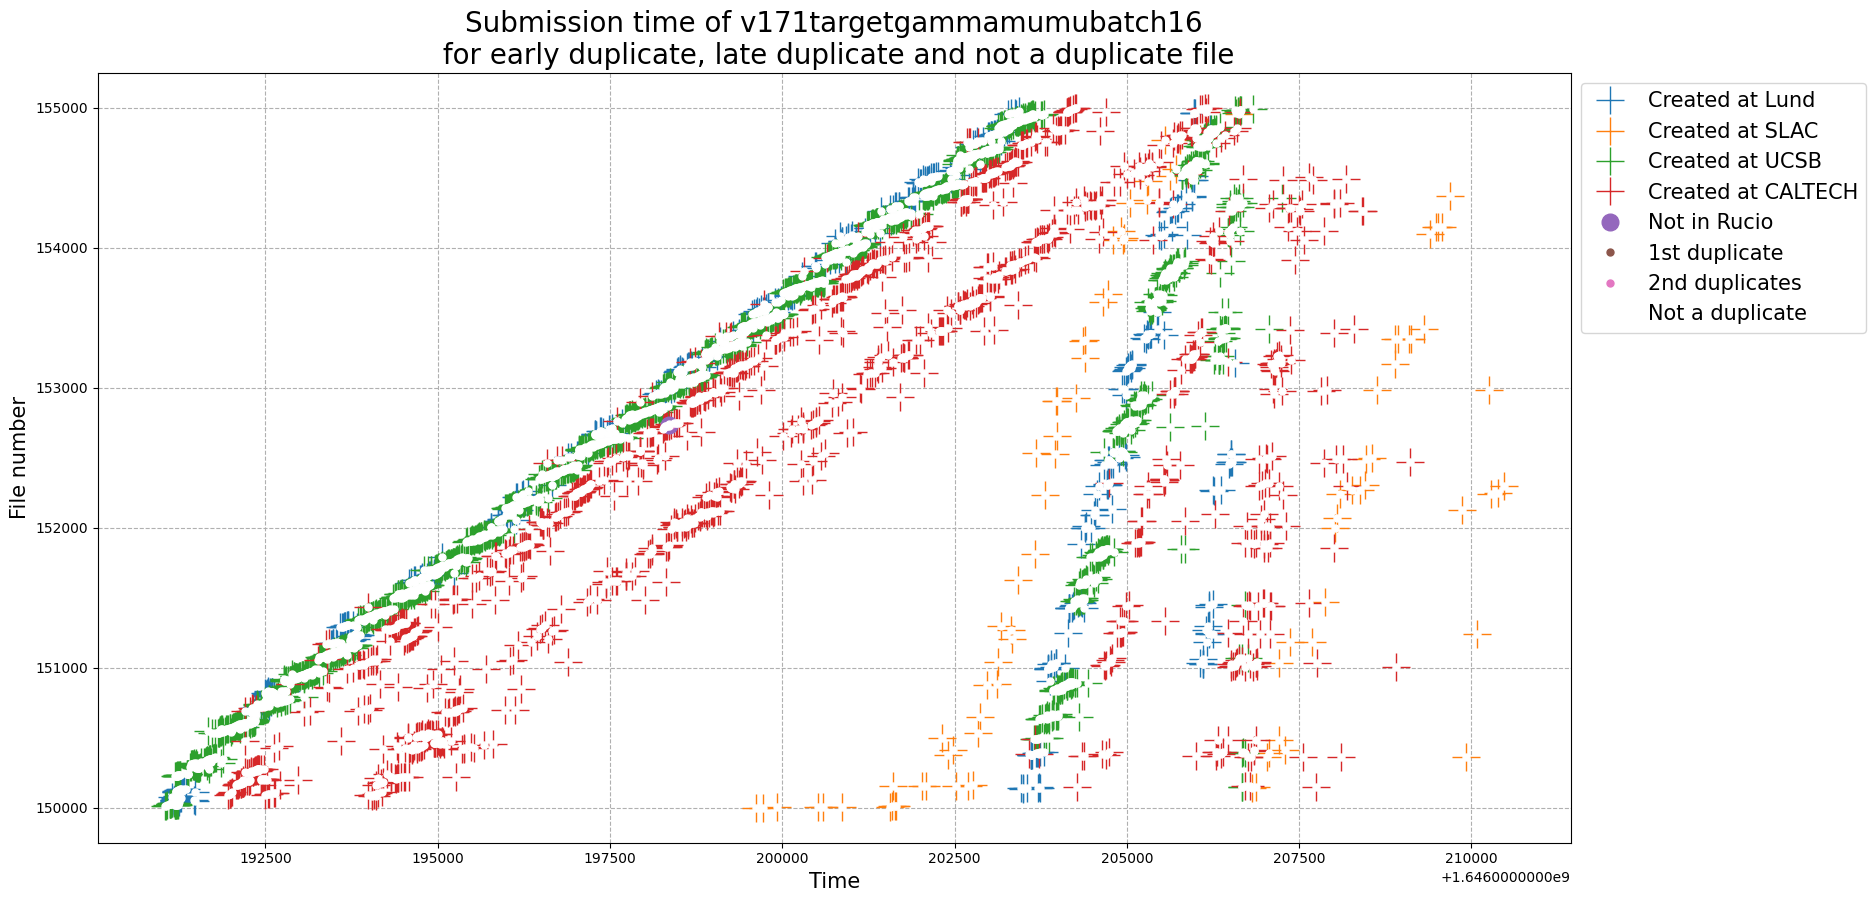 Submission time of v171targetgammamumubatch16
for early duplicate, late duplicate and not a duplicate file
155000
154000
153000
152000
151000
150000
File number
192500
195000
197500
200000
202500
205000
207500
210000
+1.6460000000e9
Time
Created at Lund
Created at SLAC
Created at UCSB
Created at CALTECH
Not in Rucio
1st duplicate
2nd duplicates
Not a duplicate